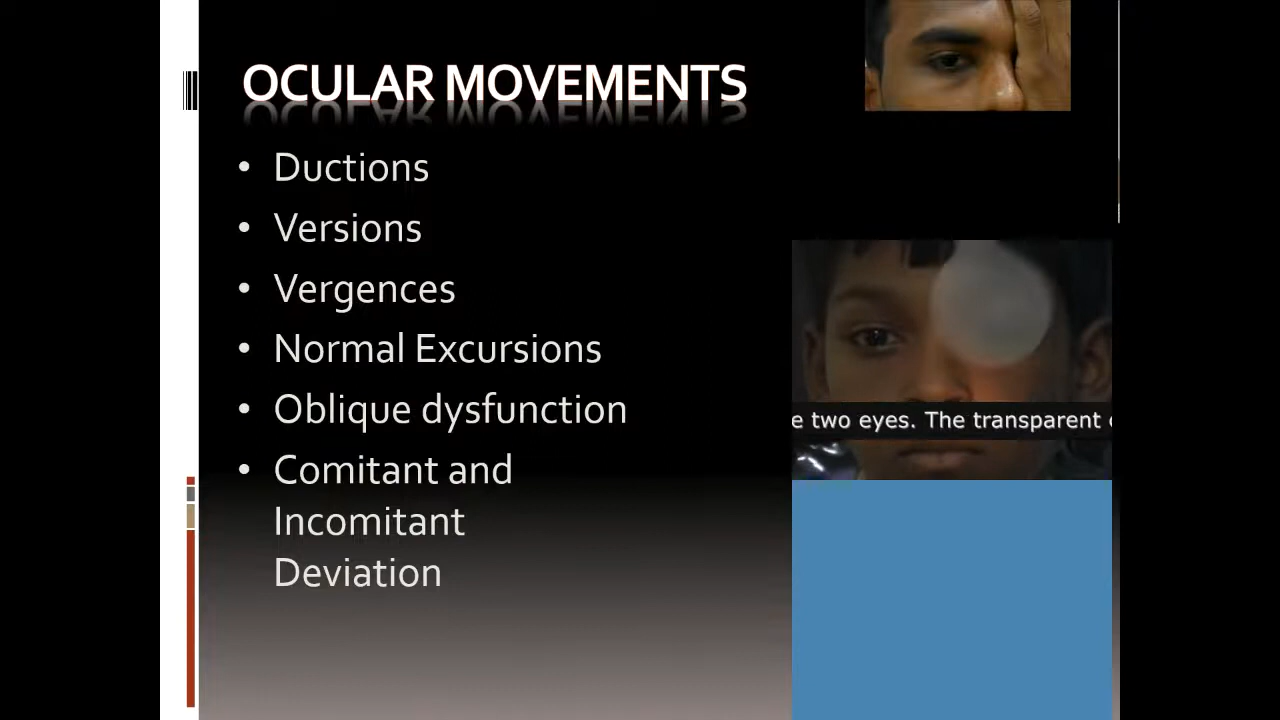 OCULAR MOVEMENTS
• Ductions
• Versions
• Vergences
• Normal Excursions
• Oblique dysfunction
• Comitant and
Incomitant
Deviation
e two eyes. The transparent